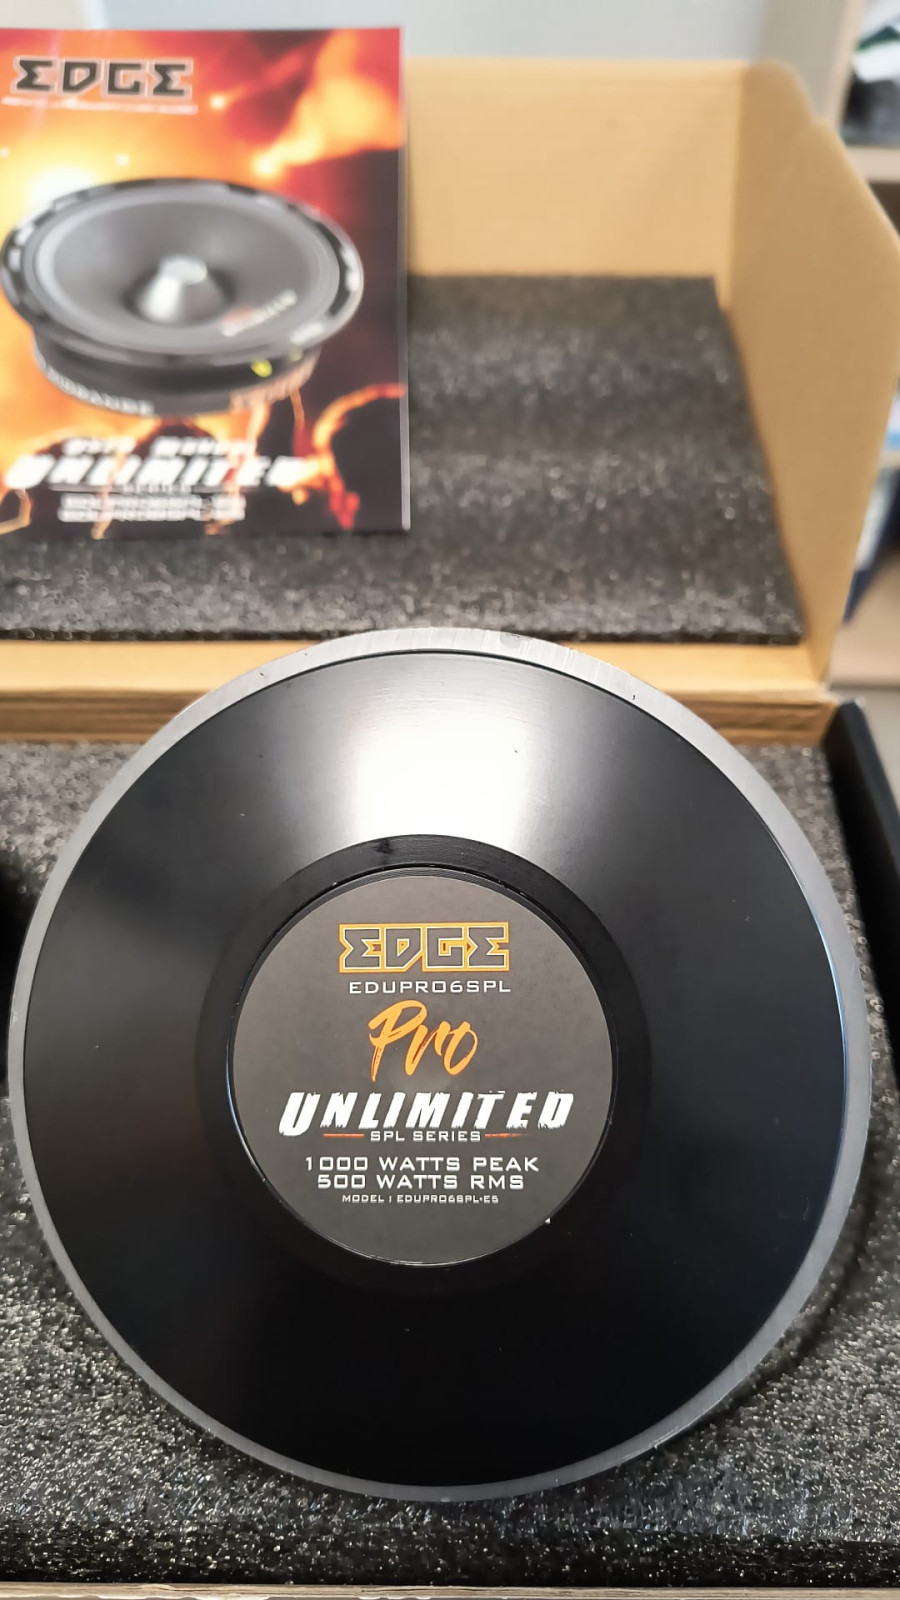 EDGE
UNLIMITED
EDGE
EDUPRO6SPL
Pro
UNLIMITED
SPL SERIES
1000 WATTS PEAK
500 WATTS RMS
MODEL : EDUPRO6SPL-E5